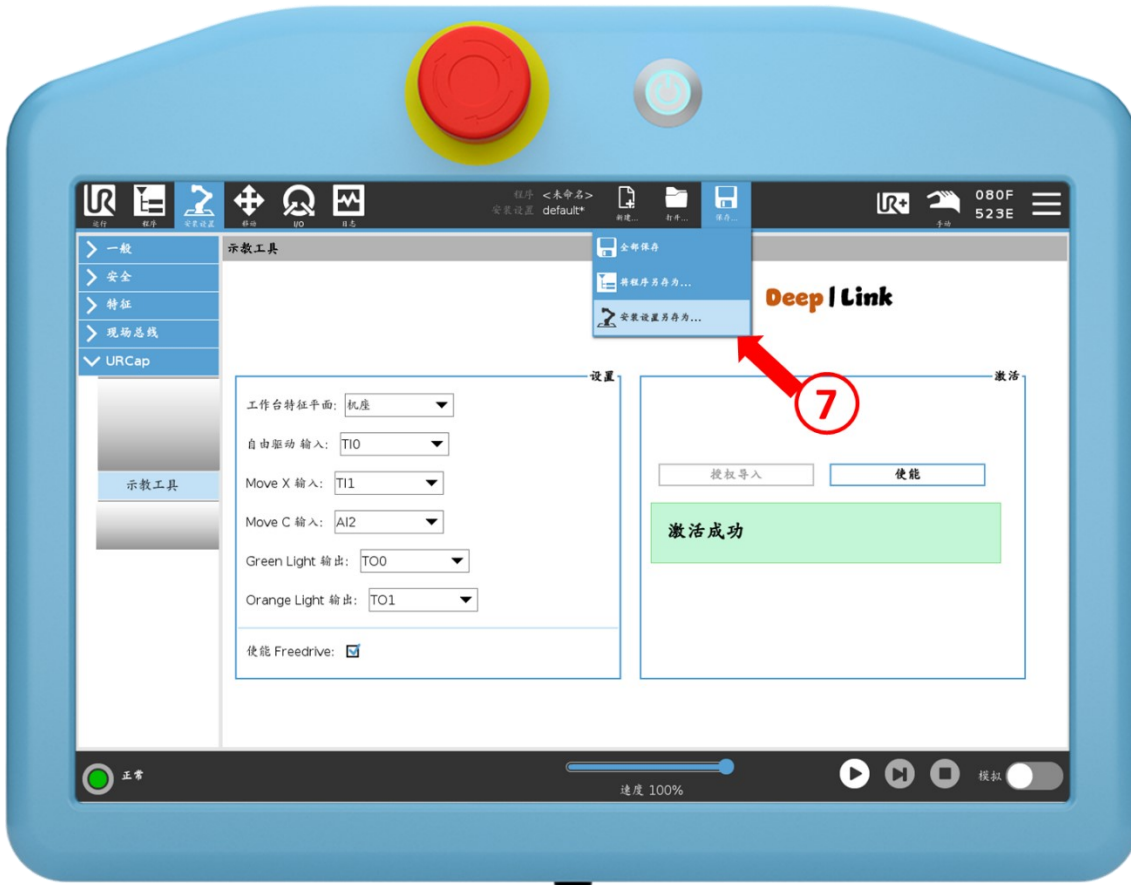 UR
运行
程序
安装设置
移动
I/O
日志
程序 <未命名>
安装设置 default*
新建...
打开...
保存...
UR+
手动
080F
523E
一般
安全
特征
现场总线
URCap
示教工具
示教工具
全部保存
将程序另存为...
安装设置另存为...
Deep|Link
7
设置
工作台特征平面: 机座
自由驱动 输入: TI0
Move X 输入: TI1
Move C 输入: AI2
Green Light 输出: TO0
Orange Light 输出: TO1
使能 Freedrive:
激活
授权导入
使能
激活成功
正常
速度 100%
模拟